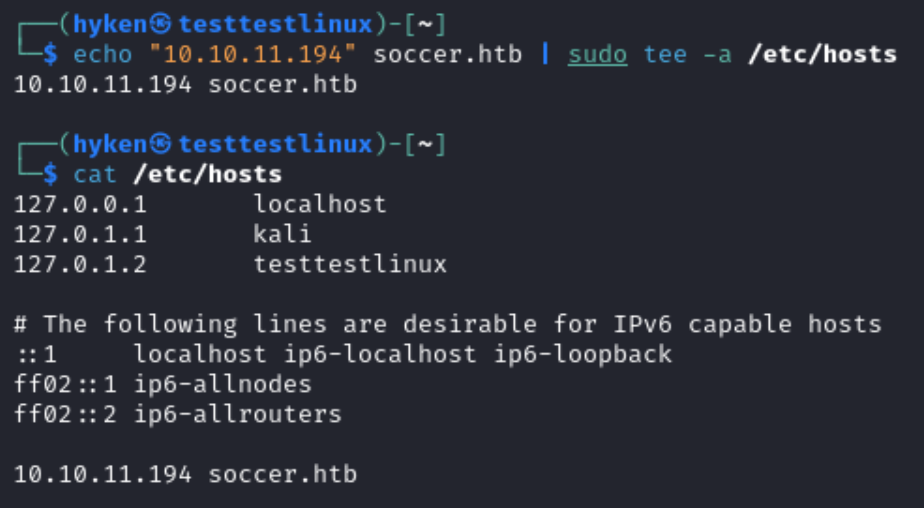 ┌──(hyken㉿testtestlinux)-[~]
└─$ echo "10.10.11.194" soccer.htb | sudo tee -a /etc/hosts
10.10.11.194 soccer.htb
┌──(hyken㉿testtestlinux)-[~]
└─$ cat /etc/hosts
127.0.0.1       localhost
127.0.1.1       kali
127.0.1.2       testtestlinux
# The following lines are desirable for IPv6 capable hosts
::1     localhost ip6-localhost ip6-loopback
ff02::1 ip6-allnodes
ff02::2 ip6-allrouters
10.10.11.194 soccer.htb